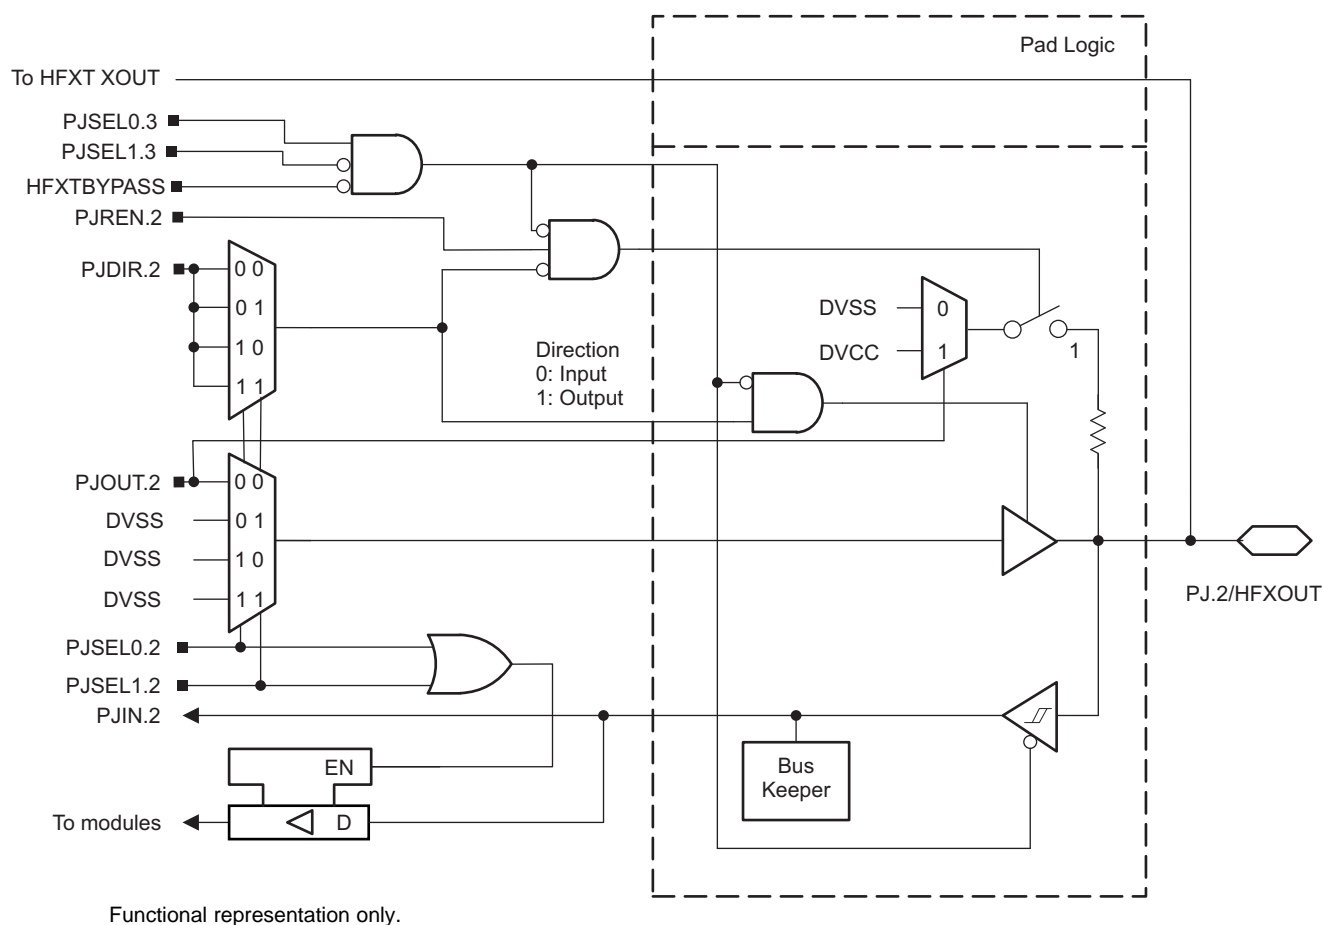 Pad Logic
To HFXT XOUT
PJSEL0.3
PJSEL1.3
HFXTBYPASS
PJREN.2
PJDIR.2
0 0
0 1
1 0
1 1
Direction
0: Input
1: Output
DVSS
0
DVCC
1
1
PJOUT.2
0 0
DVSS
0 1
DVSS
1 0
DVSS
1 1
PJ.2/HFXOUT
PJSEL0.2
PJSEL1.2
PJIN.2
EN
Bus
Keeper
To modules
D
Functional representation only.